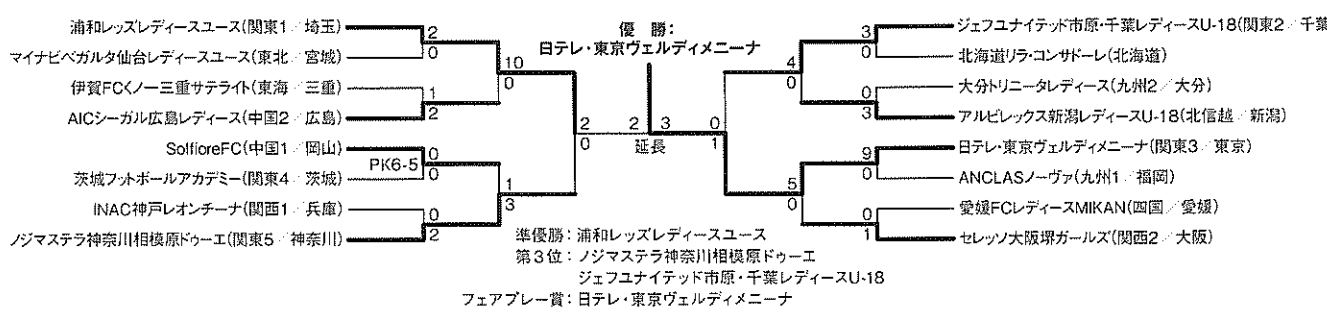 浦和レッズレディースユース(関東1／埼玉)
マイナビベガルタ仙台レディースユース(東北／宮城)
伊賀FCくノ一三重サテライト(東海／三重)
AICシーガル広島レディース(中国2／広島)
SolfioreFC(中国1／岡山)
茨城フットボールアカデミー(関東4／茨城)
INAC神戸レオンチーナ(関西1／兵庫)
ノジマステラ神奈川相模原ドゥーエ(関東5／神奈川)
2
0
1
2
0
PK6-5
0
0
2
10
0
1
3
2
0
優 勝：
日テレ・東京ヴェルディメニーナ
2 3
延長
0
1
4
0
5
0
3
0
0
3
9
0
0
1
ジェフユナイテッド市原・千葉レディースU-18(関東2／千葉
北海道リラ・コンサドーレ(北海道)
大分トリニータレディース(九州2／大分)
アルビレックス新潟レディースU-18(北信越／新潟)
日テレ・東京ヴェルディメニーナ(関東3／東京)
ANCLASノーヴァ(九州1／福岡)
愛媛FCレディースMIKAN(四国／愛媛)
セレッソ大阪堺ガールズ(関西2／大阪)
準優勝：浦和レッズレディースユース
第3位：ノジマステラ神奈川相模原ドゥーエ
ジェフユナイテッド市原・千葉レディースU-18
フェアプレー賞：日テレ・東京ヴェルディメニーナ